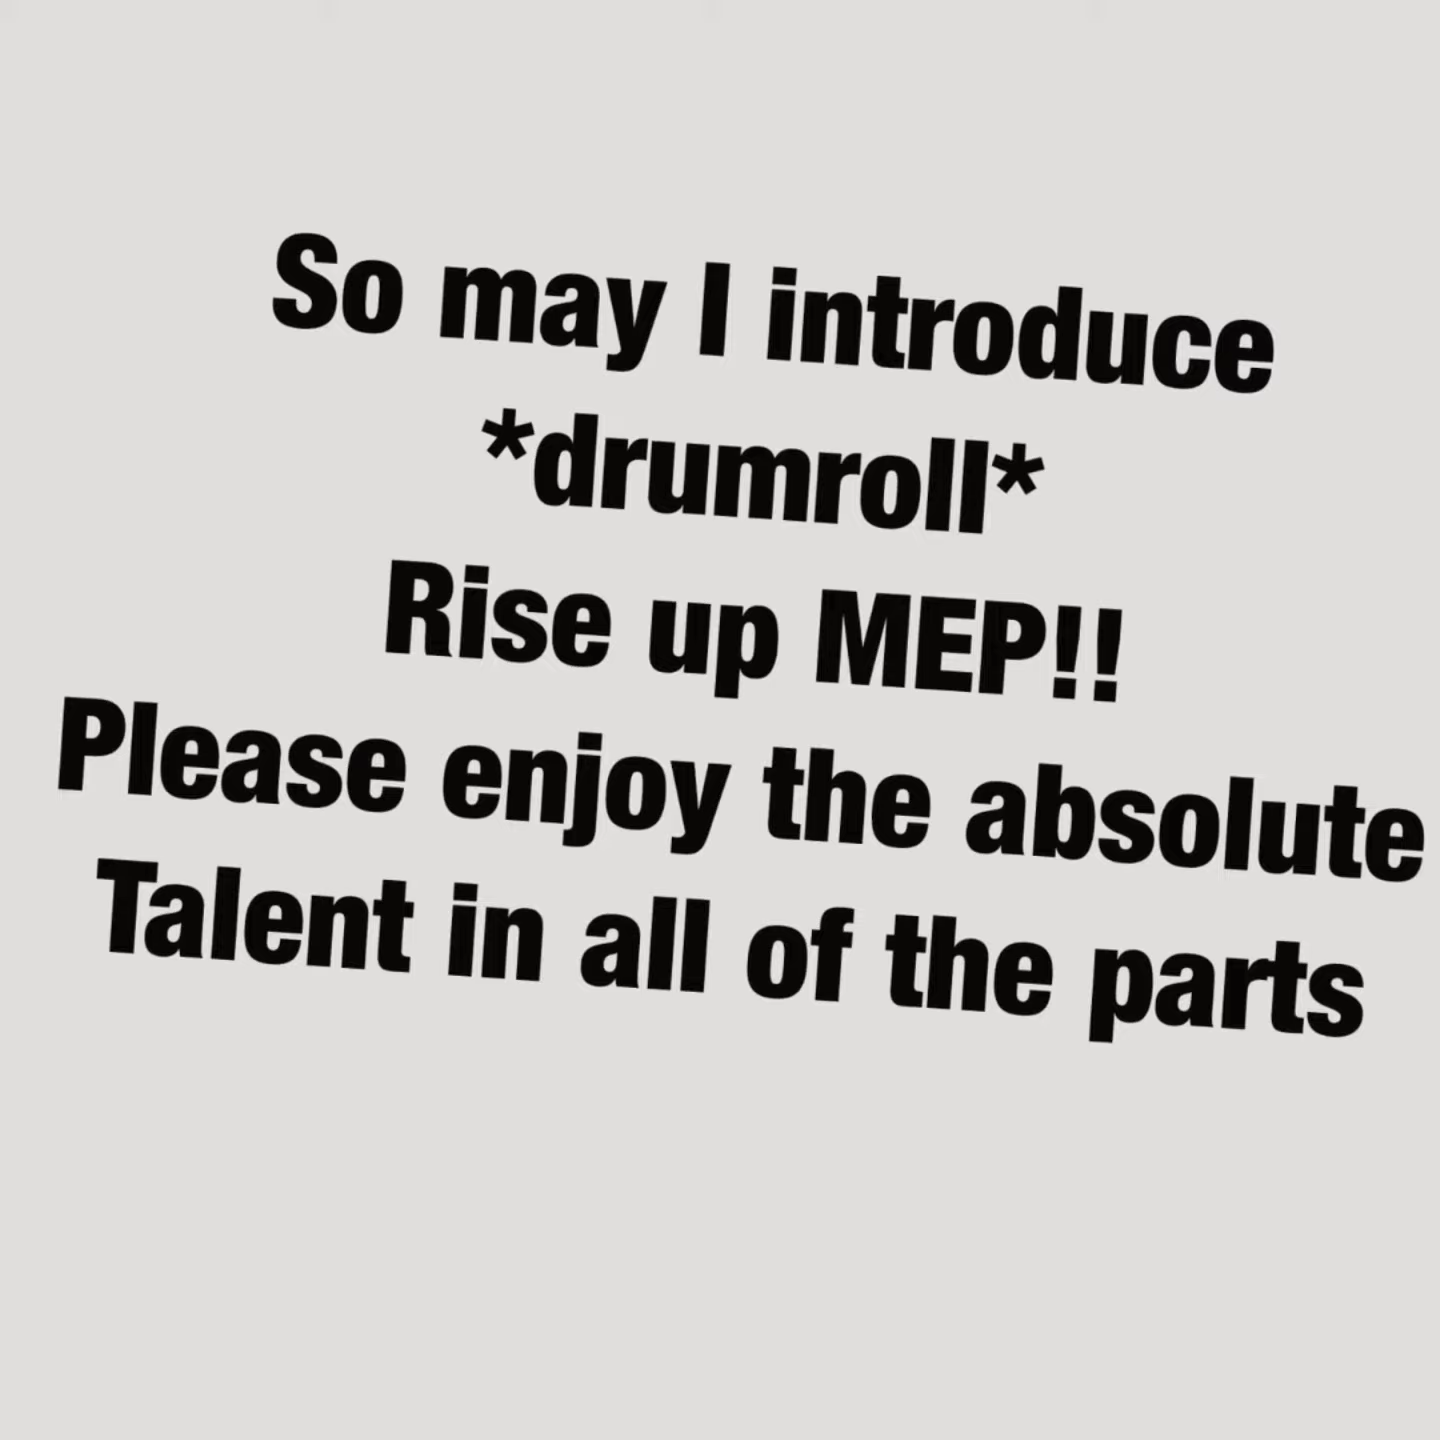 So may I introduce
*drumroll*
Rise up MEP!!
Please enjoy the absolute
Talent in all of the parts